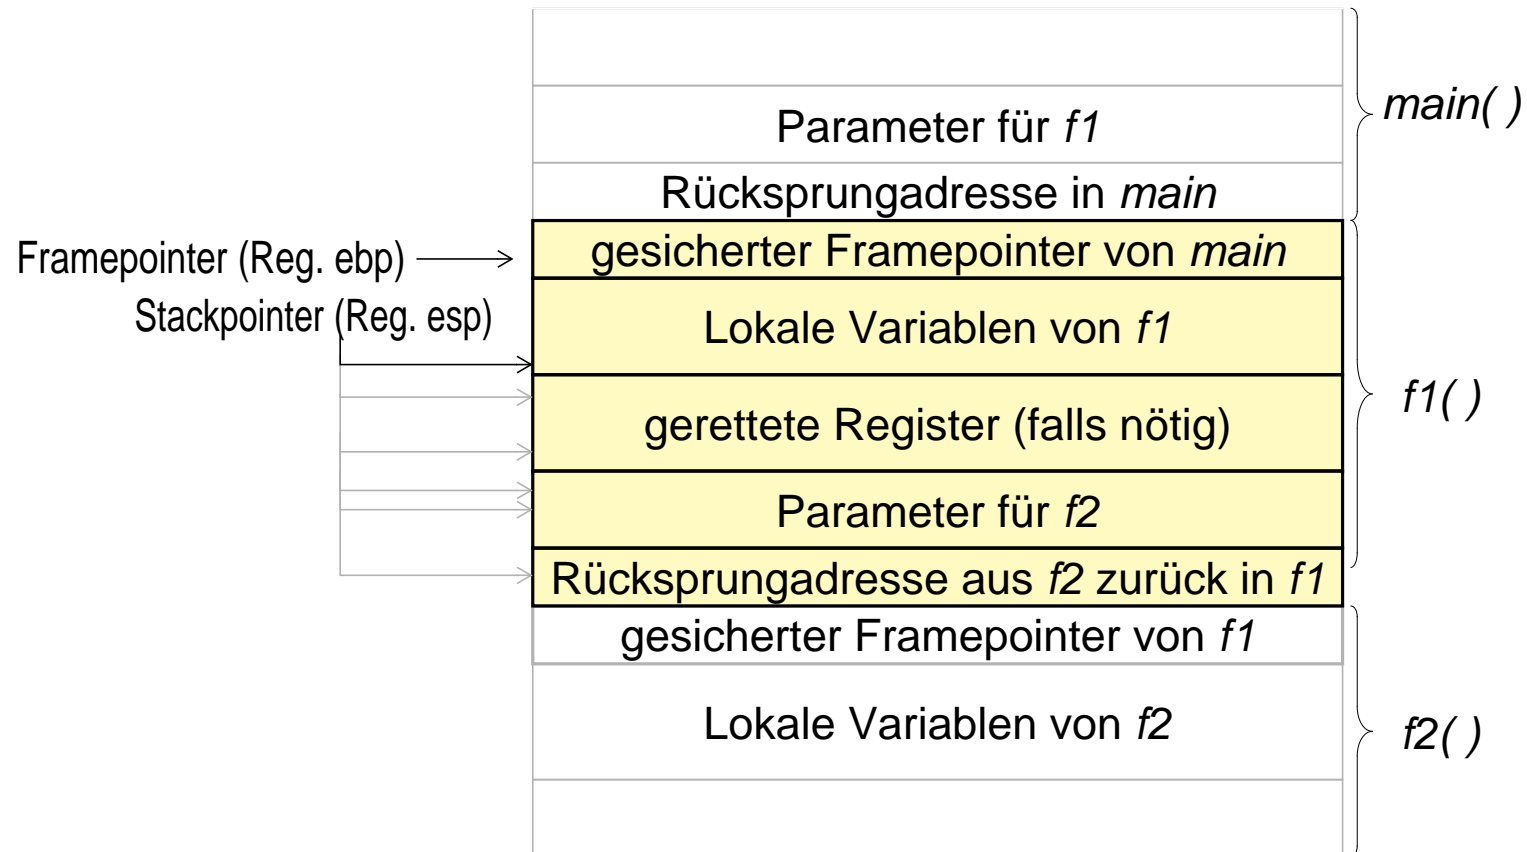 Parameter für f1
main( )
Rücksprungadresse in main
Framepointer (Reg. ebp)
gesicherter Framepointer von main
Stackpointer (Reg. esp)
Lokale Variablen von f1
f1( )
gerettete Register (falls nötig)
Parameter für f2
Rücksprungadresse aus f2 zurück in f1
gesicherter Framepointer von f1
Lokale Variablen von f2
f2( )